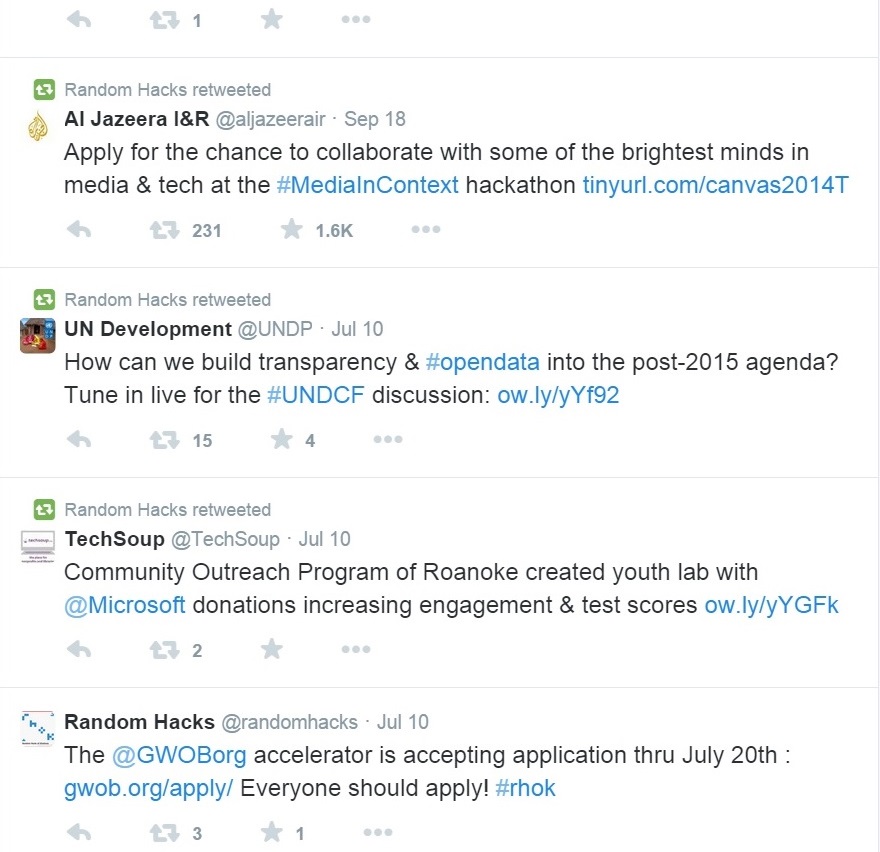 1
Random Hacks retweeted
Al Jazeera I&R @aljazeerair · Sep 18
Apply for the chance to collaborate with some of the brightest minds in
media & tech at the #MediaInContext hackathon tinyurl.com/canvas2014T
231 1.6K
Random Hacks retweeted
UN Development @UNDP · Jul 10
How can we build transparency & #opendata into the post-2015 agenda?
Tune in live for the #UNDCF discussion: ow.ly/yYf92
15 4
Random Hacks retweeted
TechSoup @TechSoup · Jul 10
Community Outreach Program of Roanoke created youth lab with
@Microsoft donations increasing engagement & test scores ow.ly/yYGFk
2
Random Hacks @randomhacks · Jul 10
The @GWOBorg accelerator is accepting application thru July 20th :
gwob.org/apply/ Everyone should apply! #rhok
3 1